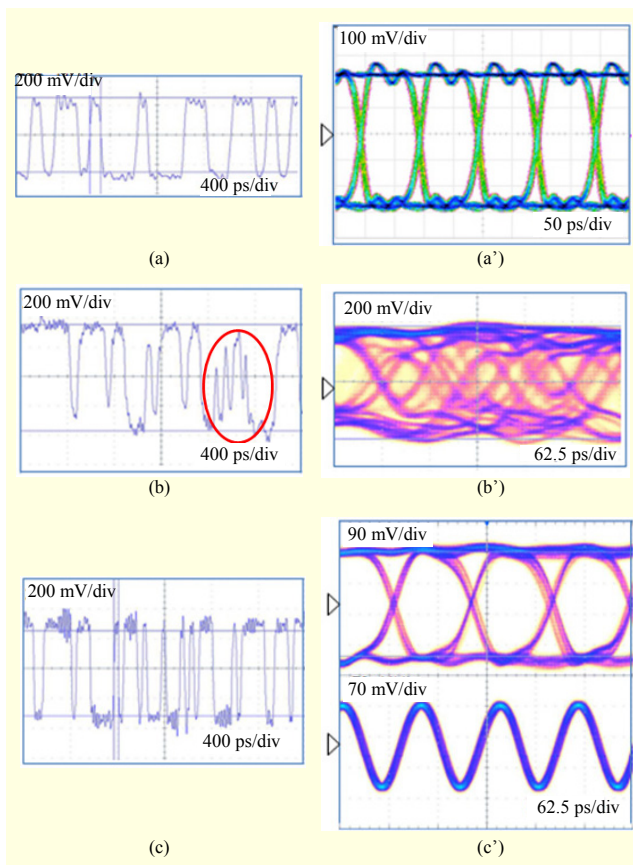 200 mV/div
400 ps/div
(a)
100 mV/div
50 ps/div
(a’)
200 mV/div
400 ps/div
(b)
200 mV/div
62.5 ps/div
(b’)
200 mV/div
400 ps/div
(c)
90 mV/div
70 mV/div
62.5 ps/div
(c’)